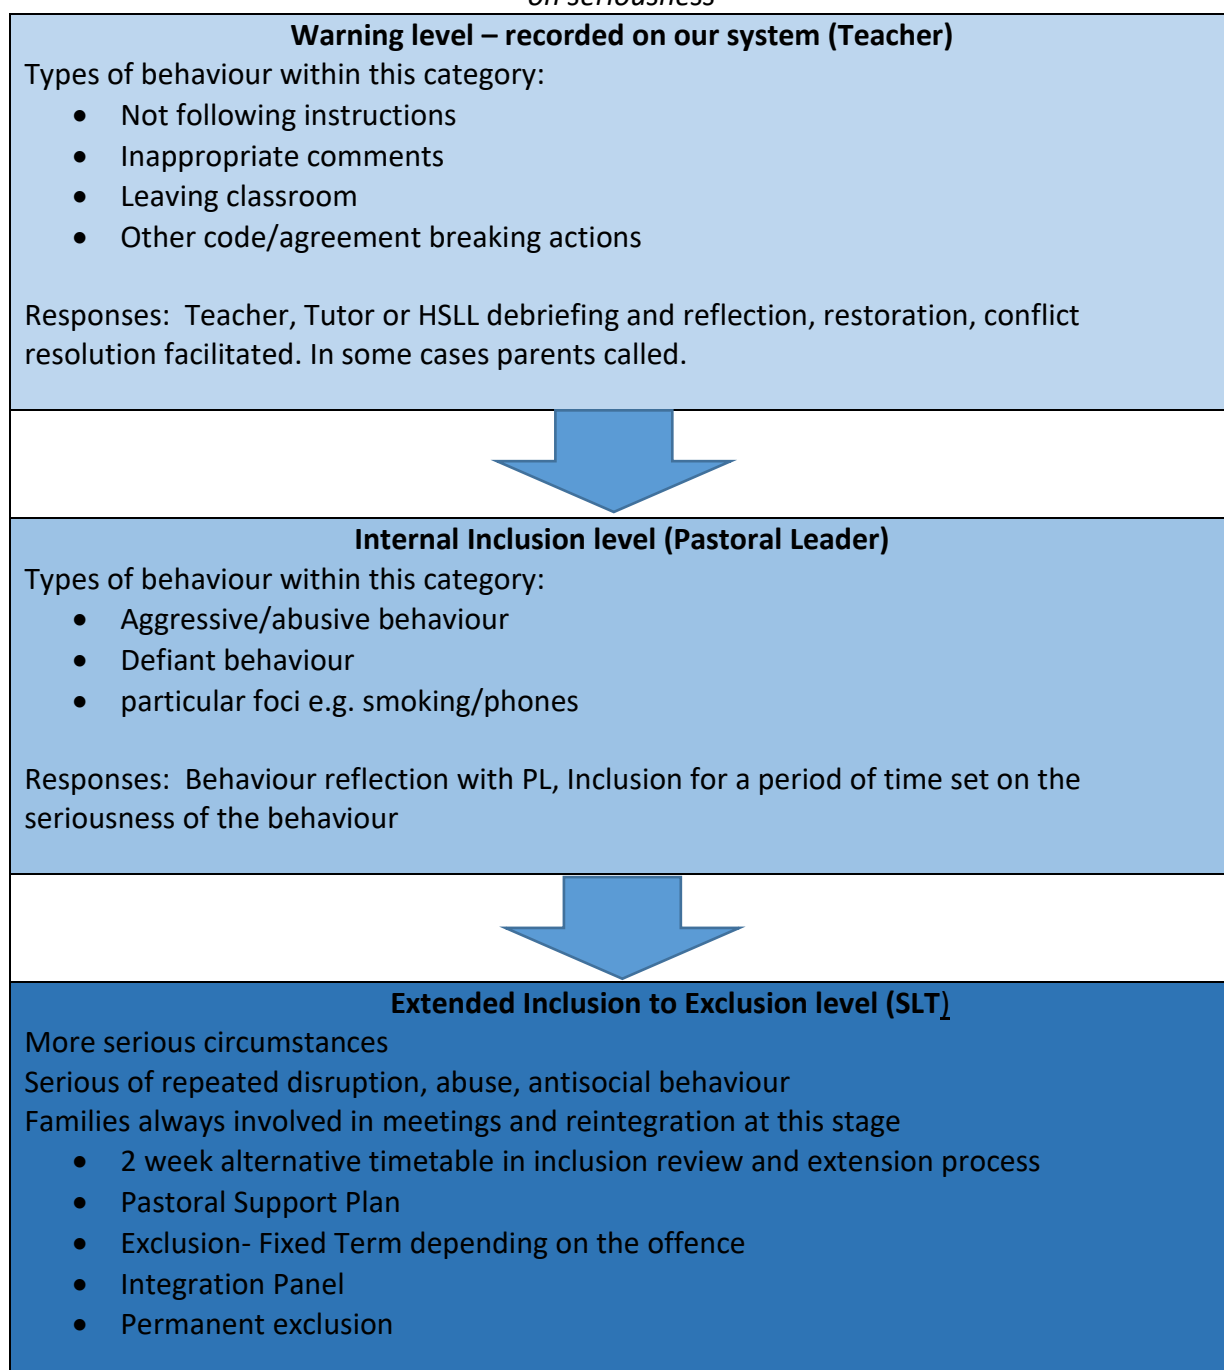 on seriousness
Warning level – recorded on our system (Teacher)
Types of behaviour within this category:
• Not following instructions
• Inappropriate comments
• Leaving classroom
• Other code/agreement breaking actions
Responses:  Teacher, Tutor or HSLL debriefing and reflection, restoration, conflict
resolution facilitated. In some cases parents called.
Internal Inclusion level (Pastoral Leader)
Types of behaviour within this category:
• Aggressive/abusive behaviour
• Defiant behaviour
• particular foci e.g. smoking/phones
Responses:  Behaviour reflection with PL, Inclusion for a period of time set on the
seriousness of the behaviour
Extended Inclusion to Exclusion level (SLT)
More serious circumstances
Serious of repeated disruption, abuse, antisocial behaviour
Families always involved in meetings and reintegration at this stage
• 2 week alternative timetable in inclusion review and extension process
• Pastoral Support Plan
• Exclusion- Fixed Term depending on the offence
• Integration Panel
• Permanent exclusion